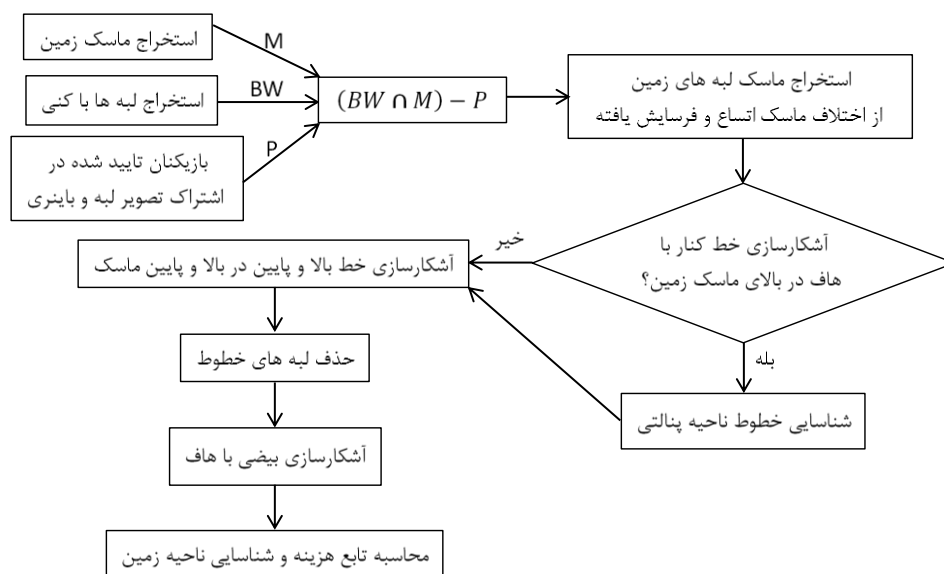 استخراج ماسک زمین
M
استخراج لبه ها با کنی
BW
بازیکنان تایید شده در
اشتراک تصویر لبه و باینری
P
(BW ∩ M) − P
استخراج ماسک لبه های زمین
از اختلاف ماسک اتساع و فرسایش یافته
آشکارسازی خط کنار با
هاف در بالای ماسک زمین؟
خیر
بله
شناسایی خطوط ناحیه پنالتی
آشکارسازی خط بالا و پایین در بالا و پایین ماسک
حذف لبه های خطوط
آشکارسازی بیضی با هاف
محاسبه تابع هزینه و شناسایی ناحیه زمین